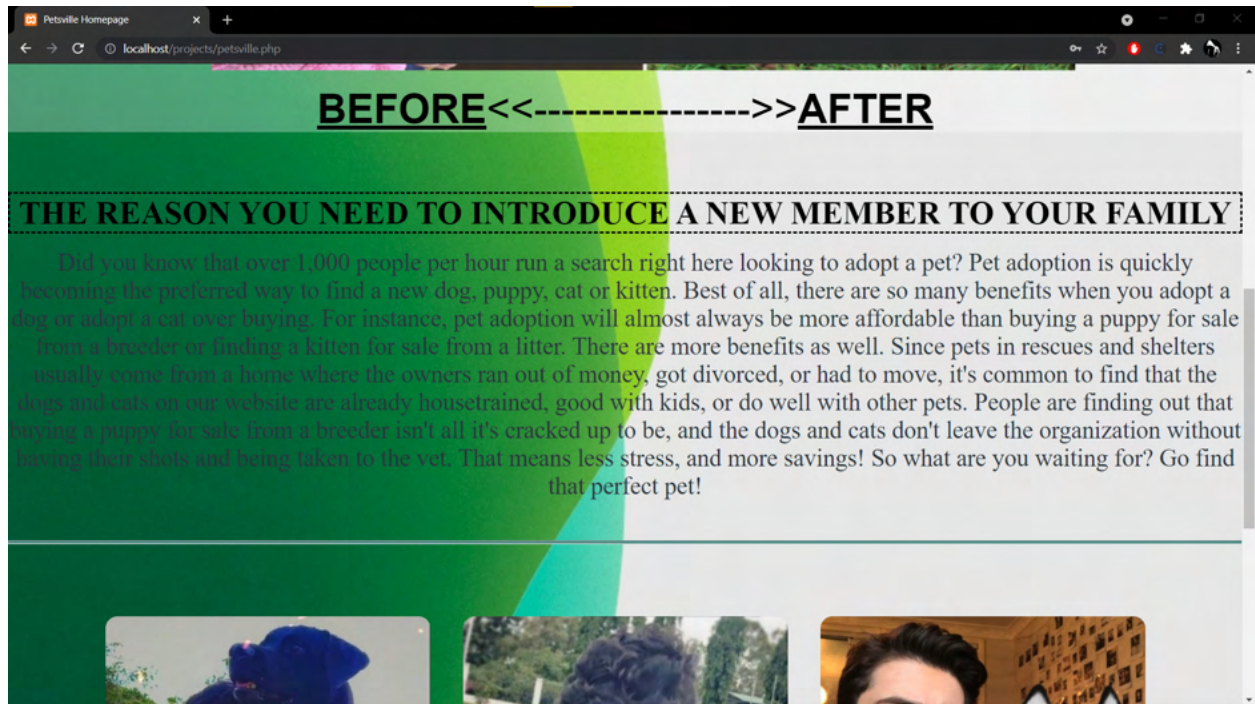 Petsville Homepage
localhost/projects/petsville.php
BEFORE<<---------------->>AFTER
THE REASON YOU NEED TO INTRODUCE A NEW MEMBER TO YOUR FAMILY
Did you know that over 1,000 people per hour run a search right here looking to adopt a pet? Pet adoption is quickly
becoming the preferred way to find a new dog, puppy, cat or kitten. Best of all, there are so many benefits when you adopt a
dog or adopt a cat over buying. For instance, pet adoption will almost always be more affordable than buying a puppy for sale
from a breeder or finding a kitten for sale from a litter. There are more benefits as well. Since pets in rescues and shelters
usually come from a home where the owners ran out of money, got divorced, or had to move, it's common to find that the
dogs and cats on our website are already housetrained, good with kids, or do well with other pets. People are finding out that
buying a puppy for sale from a breeder isn't all it's cracked up to be, and the dogs and cats don't leave the organization without
having their shots and being taken to the vet. That means less stress, and more savings! So what are you waiting for? Go find
that perfect pet!